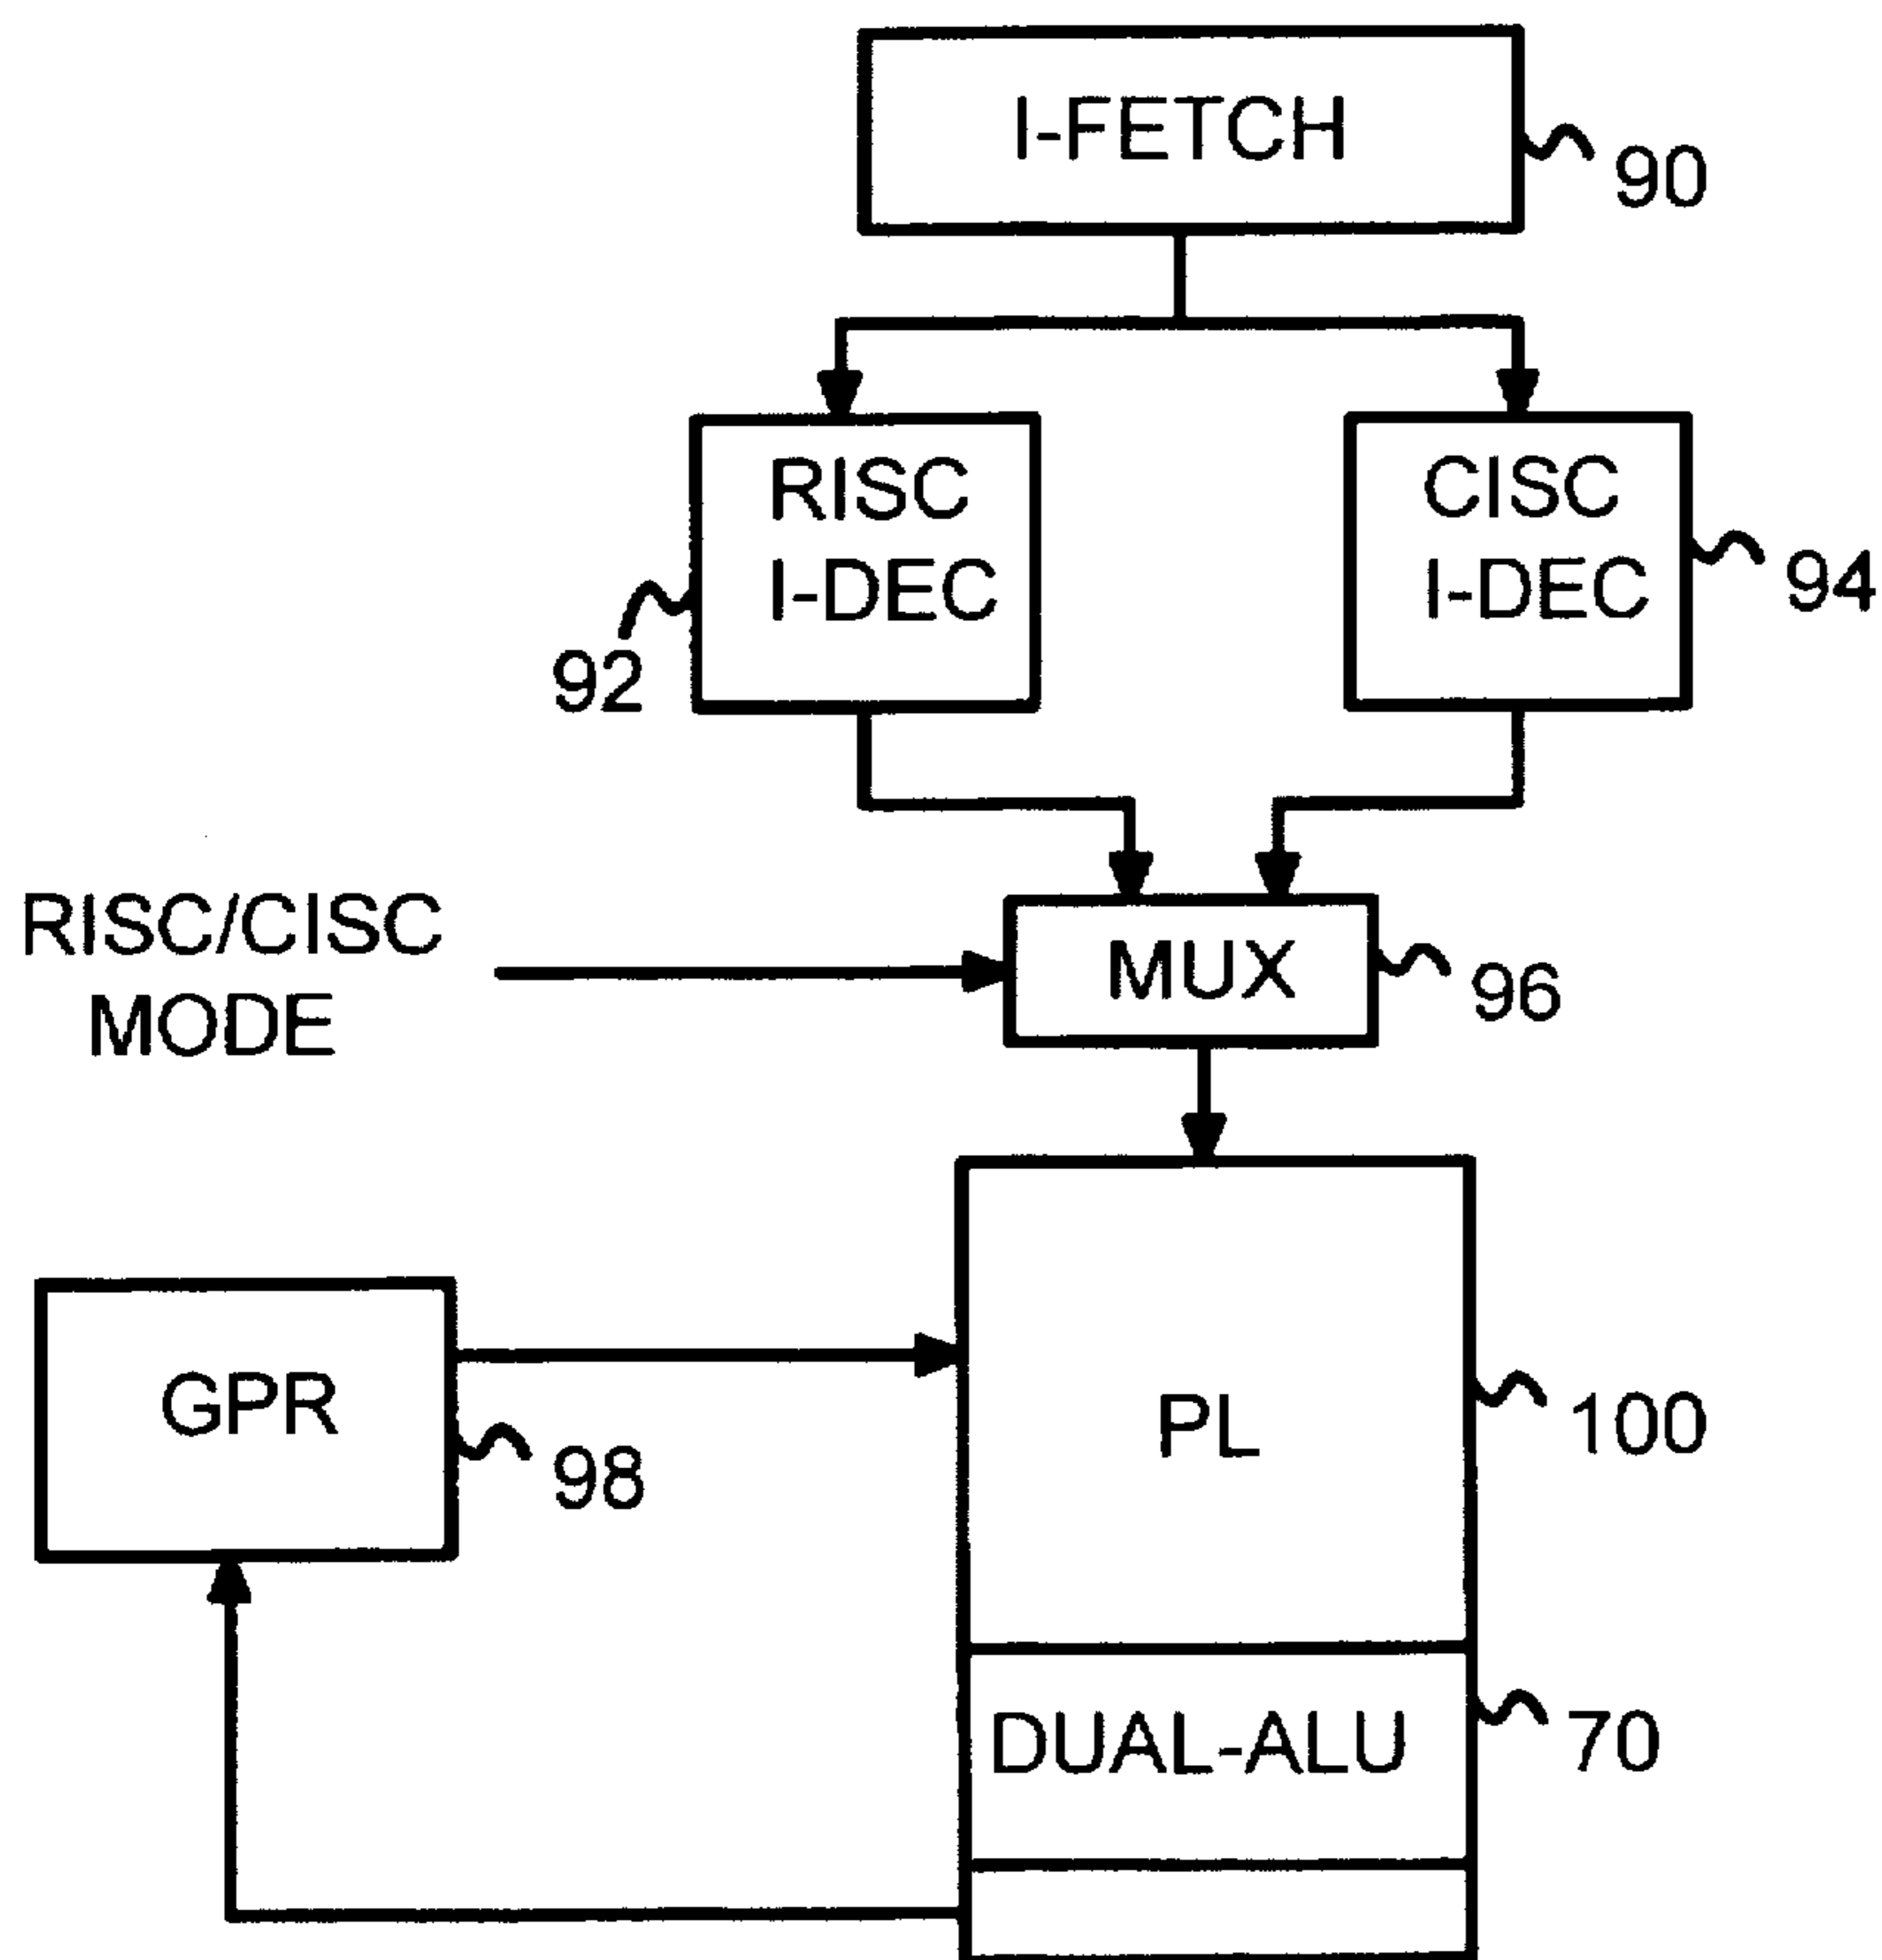 I-FETCH
90
RISC
I-DEC
92
CISC
I-DEC
94
RISC/CISC
MODE
MUX
96
GPR
98
PL
100
DUAL-ALU
70